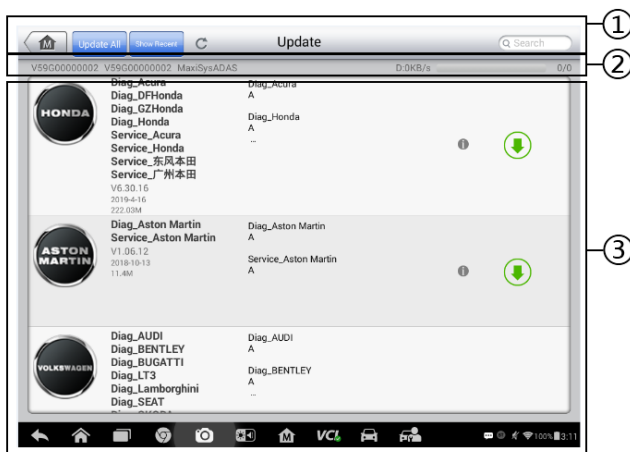 Update All
Show Recent
Update
Search
1
V59G00000002 V59G00000002 MaxiSysADAS
D:0KB/s
0/0
2
HONDA
Diag_Acura
Diag_DFHonda
Diag_GZHonda
Diag_Honda
Service_Acura
Service_Honda
Service_东风本田
Service_广州本田
V6.30.16
2019-4-16
222.03M
Diag_Acura
A
Diag_Honda
A
...
ASTON
MARTIN
Diag_Aston Martin
Service_Aston Martin
V1.06.12
2018-10-13
11.4M
Diag_Aston Martin
A
Service_Aston Martin
A
3
VOLKSWAGEN
Diag_AUDI
Diag_BENTLEY
Diag_BUGATTI
Diag_LT3
Diag_Lamborghini
Diag_SEAT
Diag_SKODA
Diag_AUDI
A
Diag_BENTLEY
A
...
M
VCI
100%
3:11